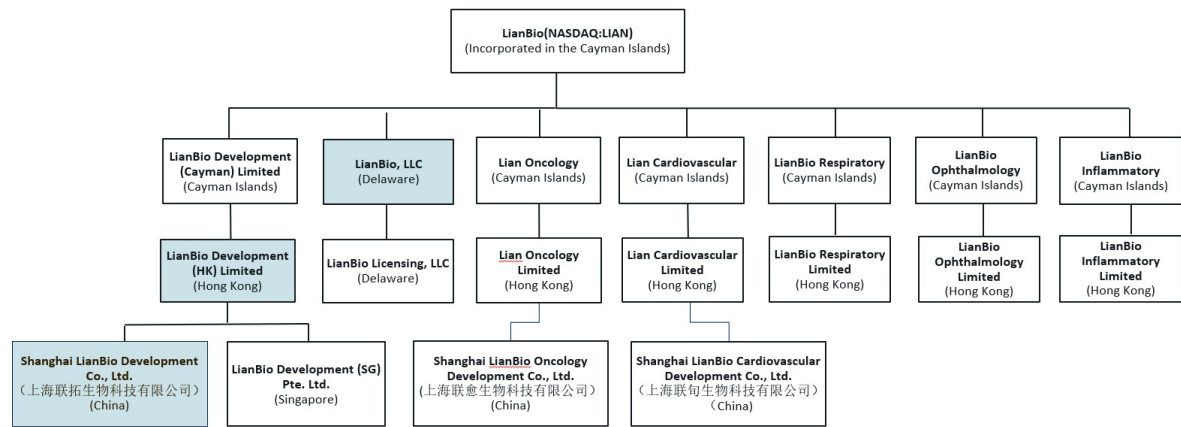 LianBio(NASDAQ:LIAN)
(Incorporated in the Cayman Islands)
LianBio Development
(Cayman) Limited
(Cayman Islands)
LianBio, LLC
(Delaware)
Lian Oncology
(Cayman Islands)
Lian Cardiovascular
(Cayman Islands)
LianBio Respiratory
(Cayman Islands)
LianBio
Ophthalmology
(Cayman Islands)
LianBio
Inflammatory
(Cayman Islands)
LianBio Development
(HK) Limited
(Hong Kong)
LianBio Licensing, LLC
(Delaware)
Lian Oncology
Limited
(Hong Kong)
Lian Cardiovascular
Limited
(Hong Kong)
LianBio Respiratory
Limited
(Hong Kong)
LianBio
Ophthalmology
Limited
(Hong Kong)
LianBio
Inflammatory
Limited
(Hong Kong)
Shanghai LianBio Development
Co., Ltd.
（上海联拓生物科技有限公司）
(China)
LianBio Development (SG)
Pte. Ltd.
(Singapore)
Shanghai LianBio Oncology
Development Co., Ltd.
(上海联愈生物科技有限公司）
(China)
Shanghai LianBio Cardiovascular
Development Co., Ltd.
（上海联旬生物科技有限公司）
（China)